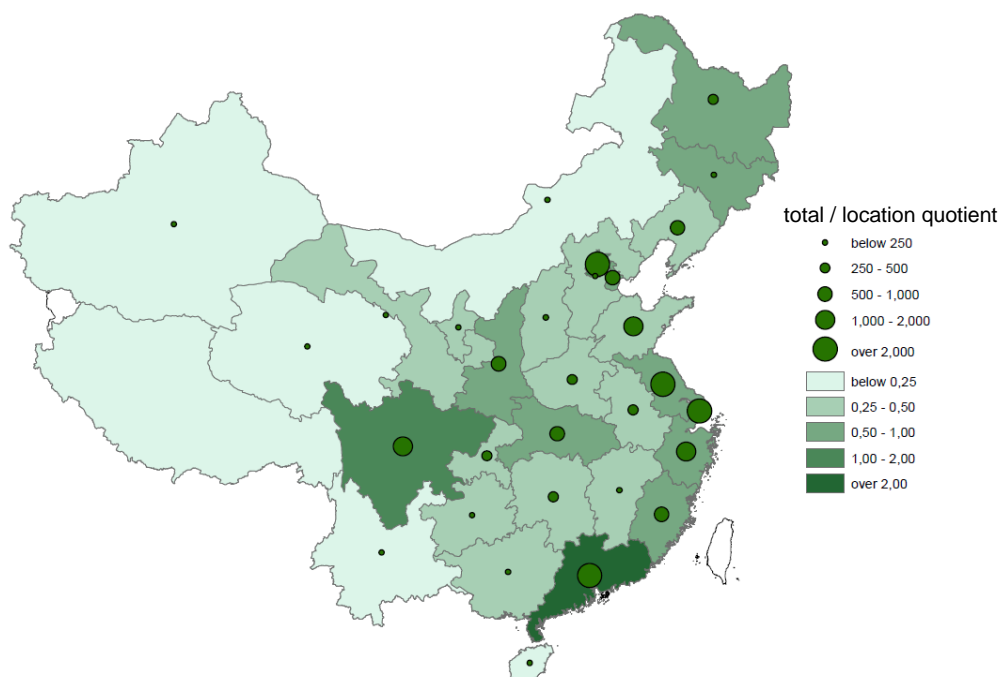 total / location quotient
below 250
250 - 500
500 - 1,000
1,000 - 2,000
over 2,000
below 0,25
0,25 - 0,50
0,50 - 1,00
1,00 - 2,00
over 2,00